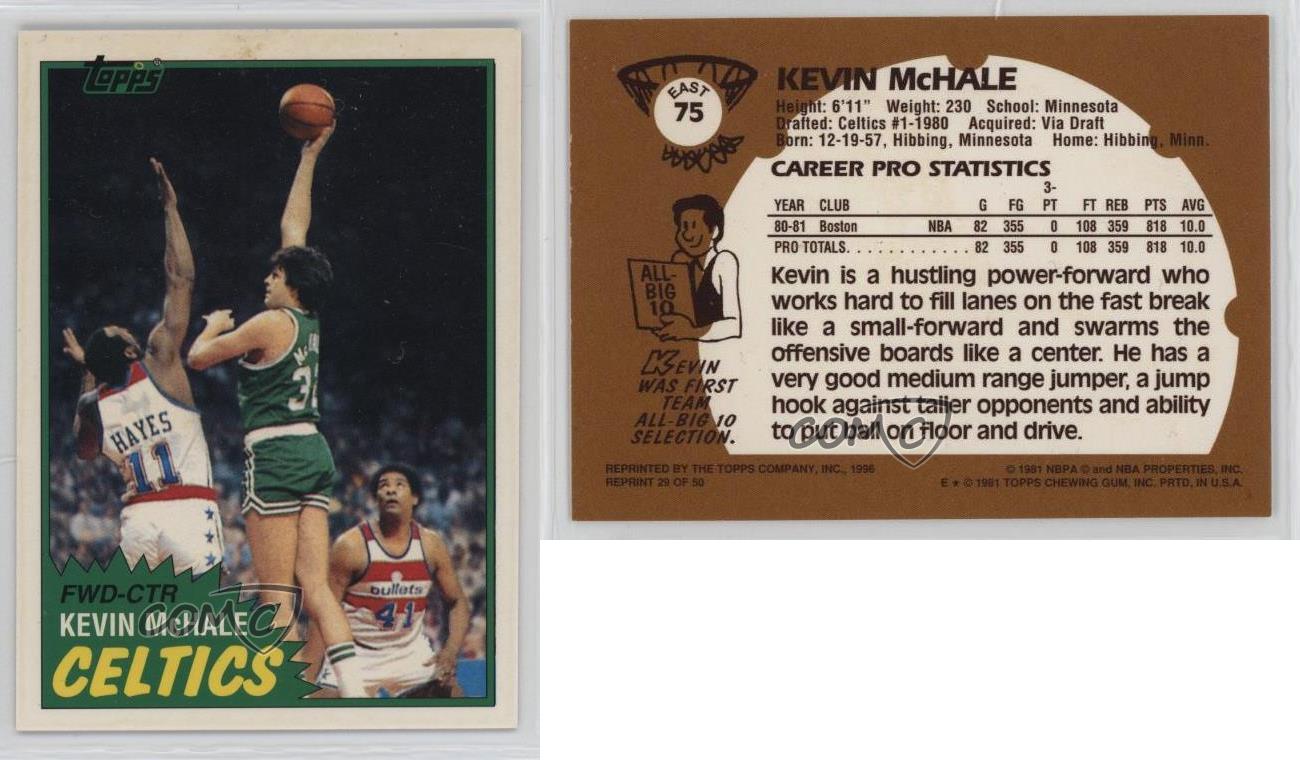 topps®
HAYES
11
McHA
32
bullets
41
FWD-CTR
KEVIN McHALE
CELTICS
COMC
EAST
75
KEVIN McHALE
Height: 6'11" Weight: 230 School: Minnesota
Drafted: Celtics #1-1980 Acquired: Via Draft
Born: 12-19-57, Hibbing, Minnesota Home: Hibbing, Minn.
CAREER PRO STATISTICS
3-
YEAR CLUB G FG PT FT REB PTS AVG
80-81 Boston NBA 82 355 0 108 359 818 10.0
PRO TOTALS. . . . . . . . . . . . 82 355 0 108 359 818 10.0
Kevin is a hustling power-forward who
works hard to fill lanes on the fast break
like a small-forward and swarms the
offensive boards like a center. He has a
very good medium range jumper, a jump
hook against taller opponents and ability
to put ball on floor and drive.
COMC
ALL-
BIG
10
KEVIN
WAS FIRST
TEAM
ALL-BIG 10
SELECTION.
REPRINTED BY THE TOPPS COMPANY, INC., 1996
REPRINT 29 OF 50
© 1981 NBPA © and NBA PROPERTIES, INC.
E ★ © 1981 TOPPS CHEWING GUM, INC. PRTD, IN U.S.A.